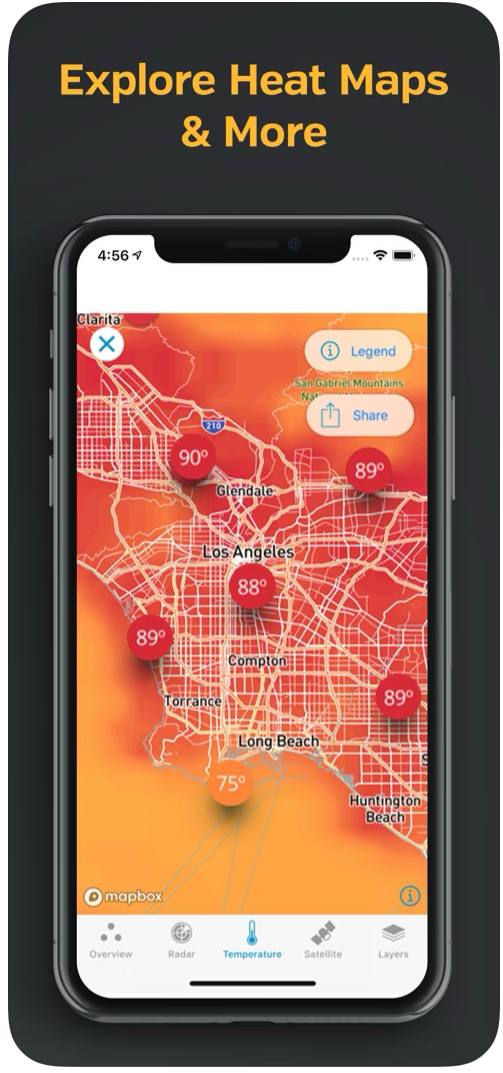 Explore Heat Maps
& More
4:56
Clarita
Legend
San Gabriel Mountains
Share
210
90°
89°
Glendale
Los Angeles
88°
89°
Compton
89°
Torrance
Long Beach
75°
Huntington
Beach
mapbox
Overview
Radar
Temperature
Satellite
Layers